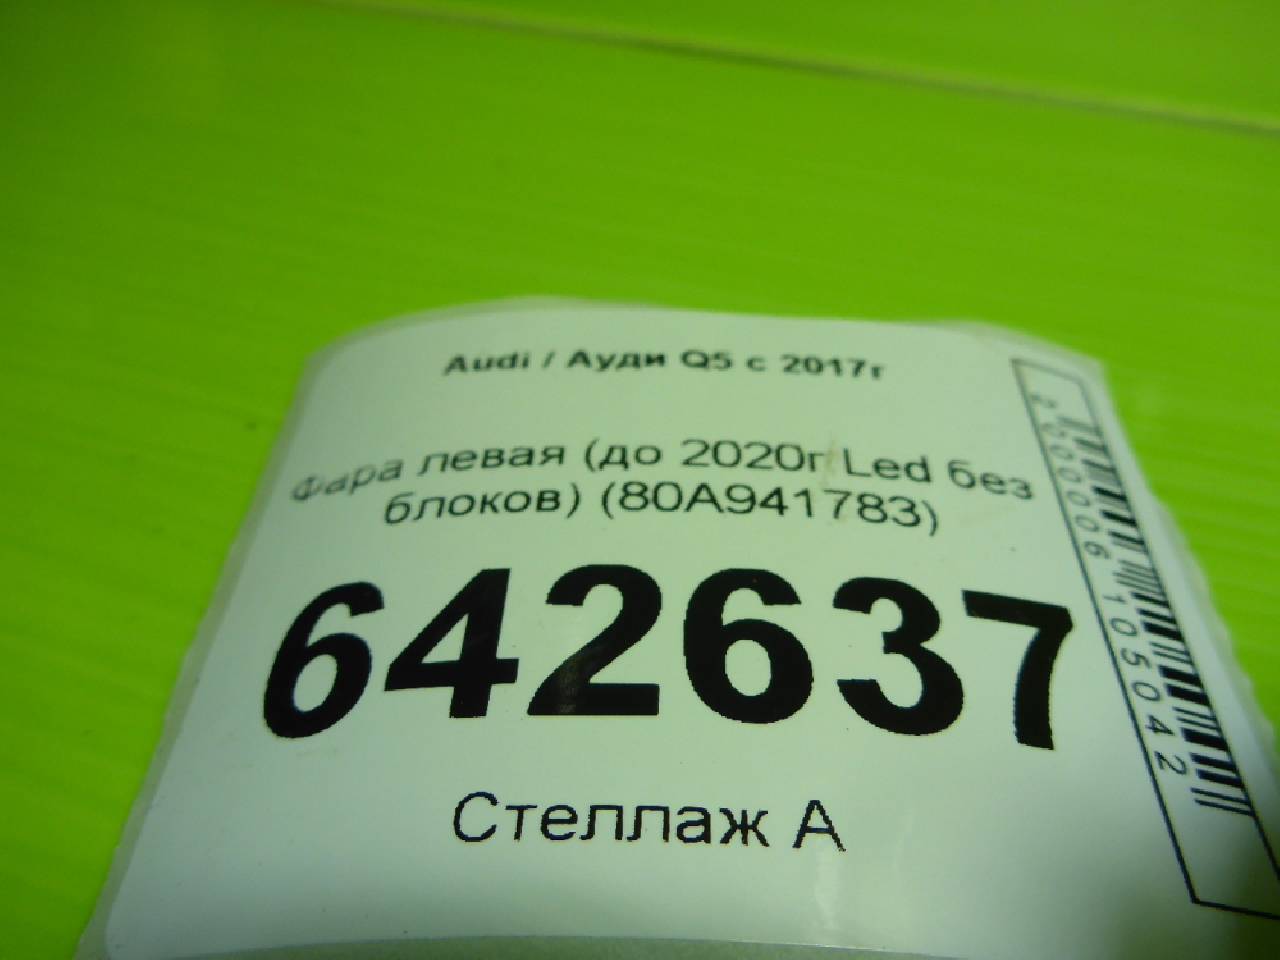 Audi / Ауди Q5 с 2017г
Фара левая (до 2020г Led без
блоков) (80A941783)
642637
Стеллаж А
2000006105042